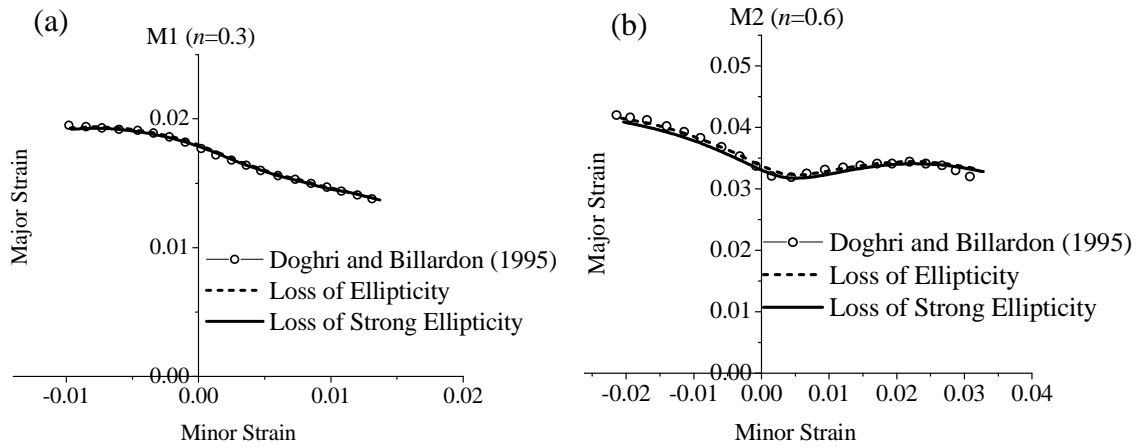 (a)
M1 (n=0.3)
0.02
0.01
0.00
Major Strain
Doghri and Billardon (1995)
Loss of Ellipticity
Loss of Strong Ellipticity
-0.01 0.00 0.01 0.02
Minor Strain
(b)
M2 (n=0.6)
0.05
0.04
0.03
0.02
0.01
0.00
Major Strain
Doghri and Billardon (1995)
Loss of Ellipticity
Loss of Strong Ellipticity
-0.02 -0.01 0.00 0.01 0.02 0.03 0.04
Minor Strain